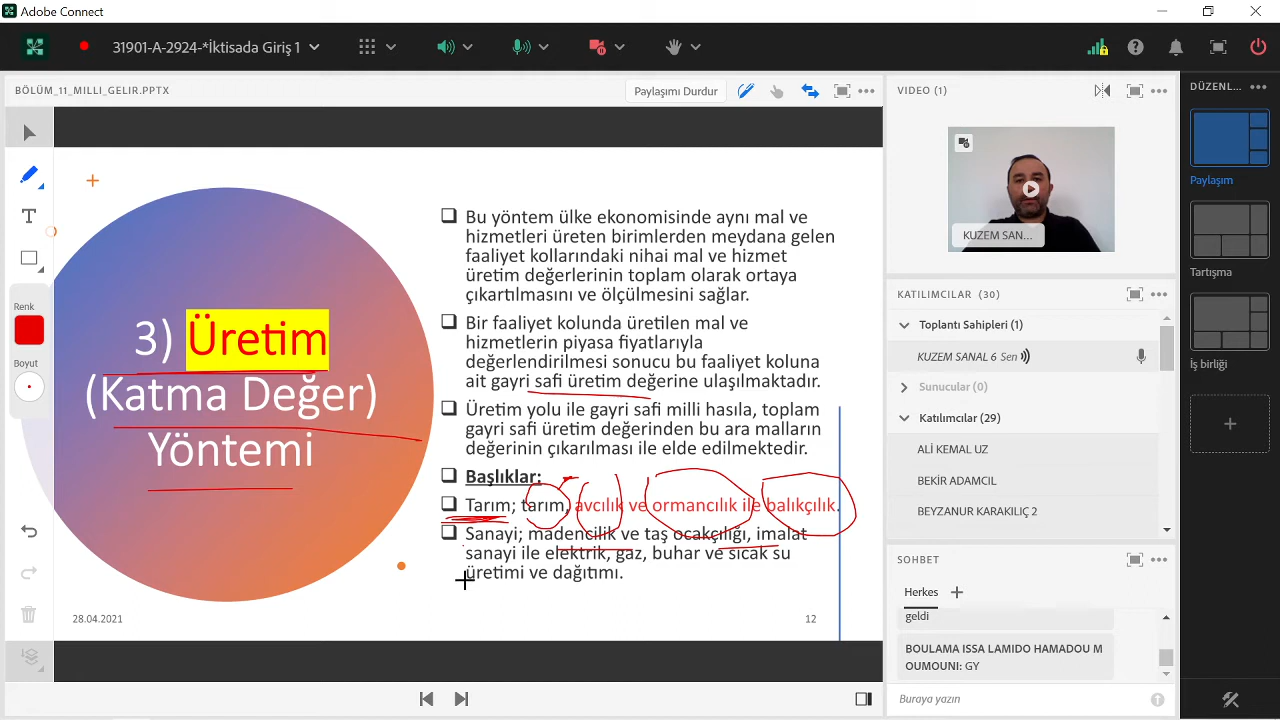 Adobe Connect
31901-A-2924-*İktisada Giriş 1
BÖLÜM_11_MILLI_GELIR.PPTX
Paylaşımı Durdur
Renk
Boyut
3) Üretim
(Katma Değer)
Yöntemi
Bu yöntem ülke ekonomisinde aynı mal ve
hizmetleri üreten birimlerden meydana gelen
faaliyet kollarındaki nihai mal ve hizmet
üretim değerlerinin toplam olarak ortaya
çıkartılmasını ve ölçülmesini sağlar.
Bir faaliyet kolunda üretilen mal ve
hizmetlerin piyasa fiyatlarıyla
değerlendirilmesi sonucu bu faaliyet koluna
ait gayri safi üretim değerine ulaşılmaktadır.
Üretim yolu ile gayri safi milli hasıla, toplam
gayri safi üretim değerinden bu ara malların
değerinin çıkarılması ile elde edilmektedir.
Başlıklar:
Tarım; tarım, avcılık ve ormancılık ile balıkçılık.
Sanayi; madencilik ve taş ocakçılığı, imalat
sanayi ile elektrik, gaz, buhar ve sıcak su
üretimi ve dağıtımı.
28.04.2021
12
VIDEO (1)
KUZEM SAN...
KATILIMCILAR (30)
Toplantı Sahipleri (1)
KUZEM SANAL 6 Sen
Sunucular (0)
Katılımcılar (29)
ALİ KEMAL UZ
BEKİR ADAMCIL
BEYZANUR KARAKILIÇ 2
SOHBET
Herkes
geldi
BOULAMA ISSA LAMIDO HAMADOU M
OUMOUNI: GY
Buraya yazın
DÜZENL...
Paylaşım
Tartışma
İş birliği